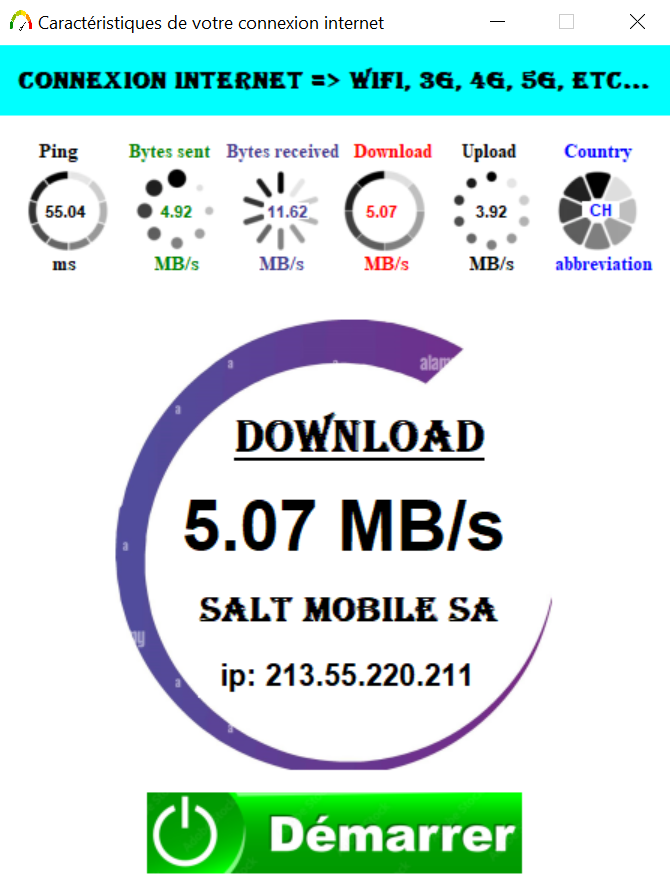 Caractéristiques de votre connexion internet
CONNEXION INTERNET => WIFI, 3G, 4G, 5G, ETC...
Ping Bytes sent Bytes received Download Upload Country
55.04 4.92 11.62 5.07 3.92 CH
ms MB/s MB/s MB/s MB/s abbreviation
alam
a
a
a
DOWNLOAD
5.07 MB/s
a
SALT MOBILE SA
my
ip: 213.55.220.211
a
a
Démarrer